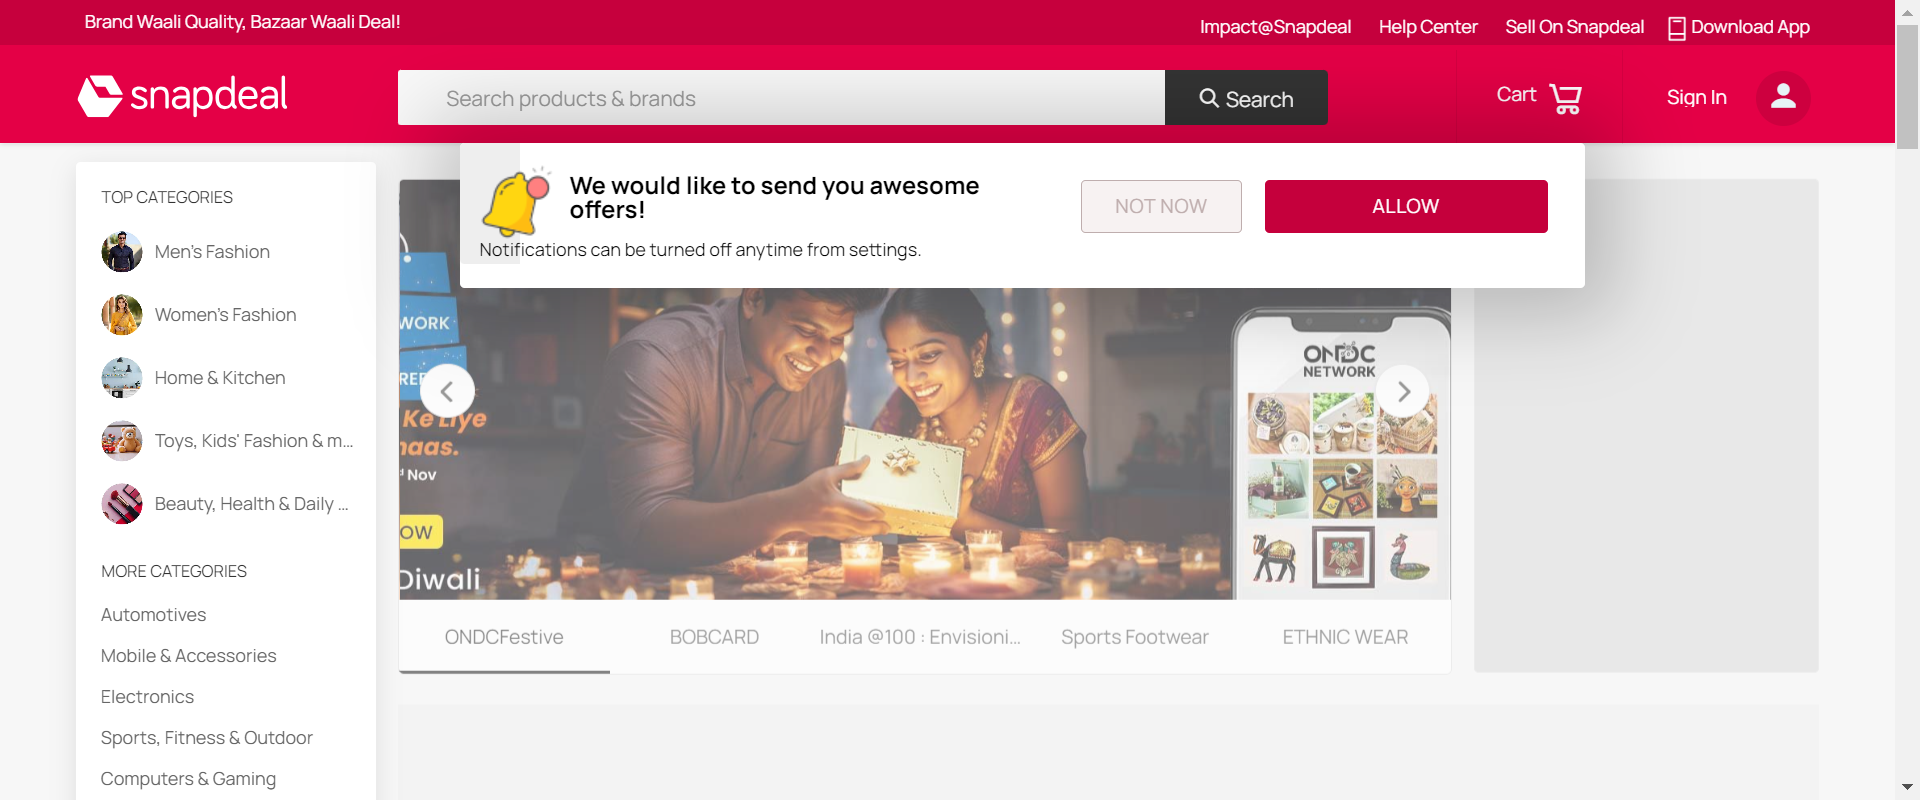 Brand Waali Quality, Bazaar Waali Deal!
Impact@Snapdeal
Help Center
Sell On Snapdeal
Download App
snapdeal
Search products & brands
Search
Cart
Sign In
We would like to send you awesome
offers!
Notifications can be turned off anytime from settings.
NOT NOW
ALLOW
TOP CATEGORIES
Men's Fashion
Women's Fashion
Home & Kitchen
Toys, Kids' Fashion & m...
Beauty, Health & Daily ...
MORE CATEGORIES
Automotives
Mobile & Accessories
Electronics
Sports, Fitness & Outdoor
Computers & Gaming
WORK
Ke Liye
Nov
OW
Diwali
ONDC
NETWORK
ONDCFestive
BOBCARD
India @100 : Envisioni...
Sports Footwear
ETHNIC WEAR